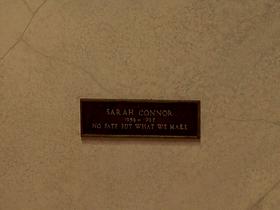 SARAH CONNOR
NO FATE BUT WHAT WE MAKE